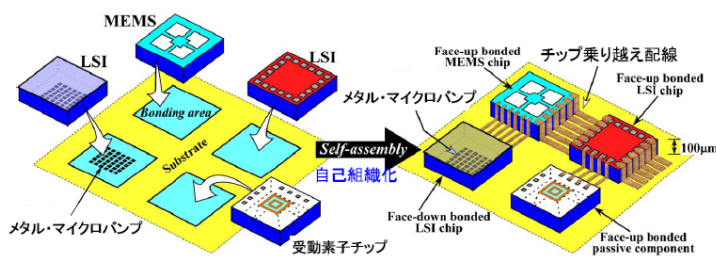 MEMS
LSI
LSI
Bonding area
Substrate
メタル・マイクロバンプ
受動素子チップ
Self-assembly
自己組織化
Face-up bonded
MEMS chip
チップ乗り越え配線
Face-up bonded
LSI chip
メタル・マイクロバンプ
100μm
Face-down bonded
LSI chip
Face-up bonded
passive component